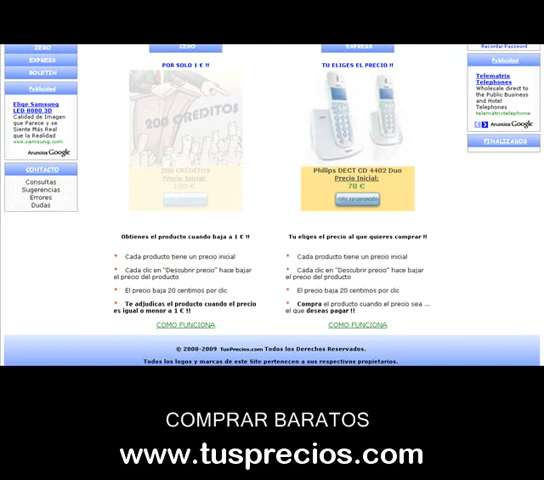 ZERO
EXPRESS
BOLETÍN
Publicidad
Elige Samsung
LED 8000 3D
Calidad de Imagen
que Parece y se
Siente Más Real
que la Realidad
www.samsung.com
Anuncios Google
CONTACTO
Consultas
Sugerencias
Errores
Dudas
ZERO
POR SOLO 1 € !!
200 CREDITOS
200 CREDITOS
Precio Inicial:
Obtienes el producto cuando baja a 1 € !!
* Cada producto tiene un precio inicial
* Cada clic en "Descubrir precio" hace bajar
el precio del producto
* El precio baja 20 centimos por clic
* Te adjudicas el producto cuando el precio
es igual o menor a 1 € !!
COMO FUNCIONA
EXPRESS
TU ELIGES EL PRECIO !!
Philips DECT CD 4402 Duo
Precio Inicial:
78 €
Tu eliges el precio al que quieres comprar !!
* Cada producto tiene un precio inicial
* Cada clic en "Descubrir precio" hace bajar
el precio del producto
* El precio baja 20 centimos por clic
* Compra el producto cuando el precio sea ...
el que deseas pagar !!
COMO FUNCIONA
Recordar Password
Publicidad
Telematrix
Telephones
Wholesale direct to
the Public Business
and Hotel
Telephones
telematrixtelephone.
Anuncios Google
FINALIZADOS
© 2008-2009 TusPrecios.com Todos los Derechos Reservados.
Todos los logos y marcas de este Site pertenecen a sus respectivos propietarios.
COMPRAR BARATOS
www.tusprecios.com